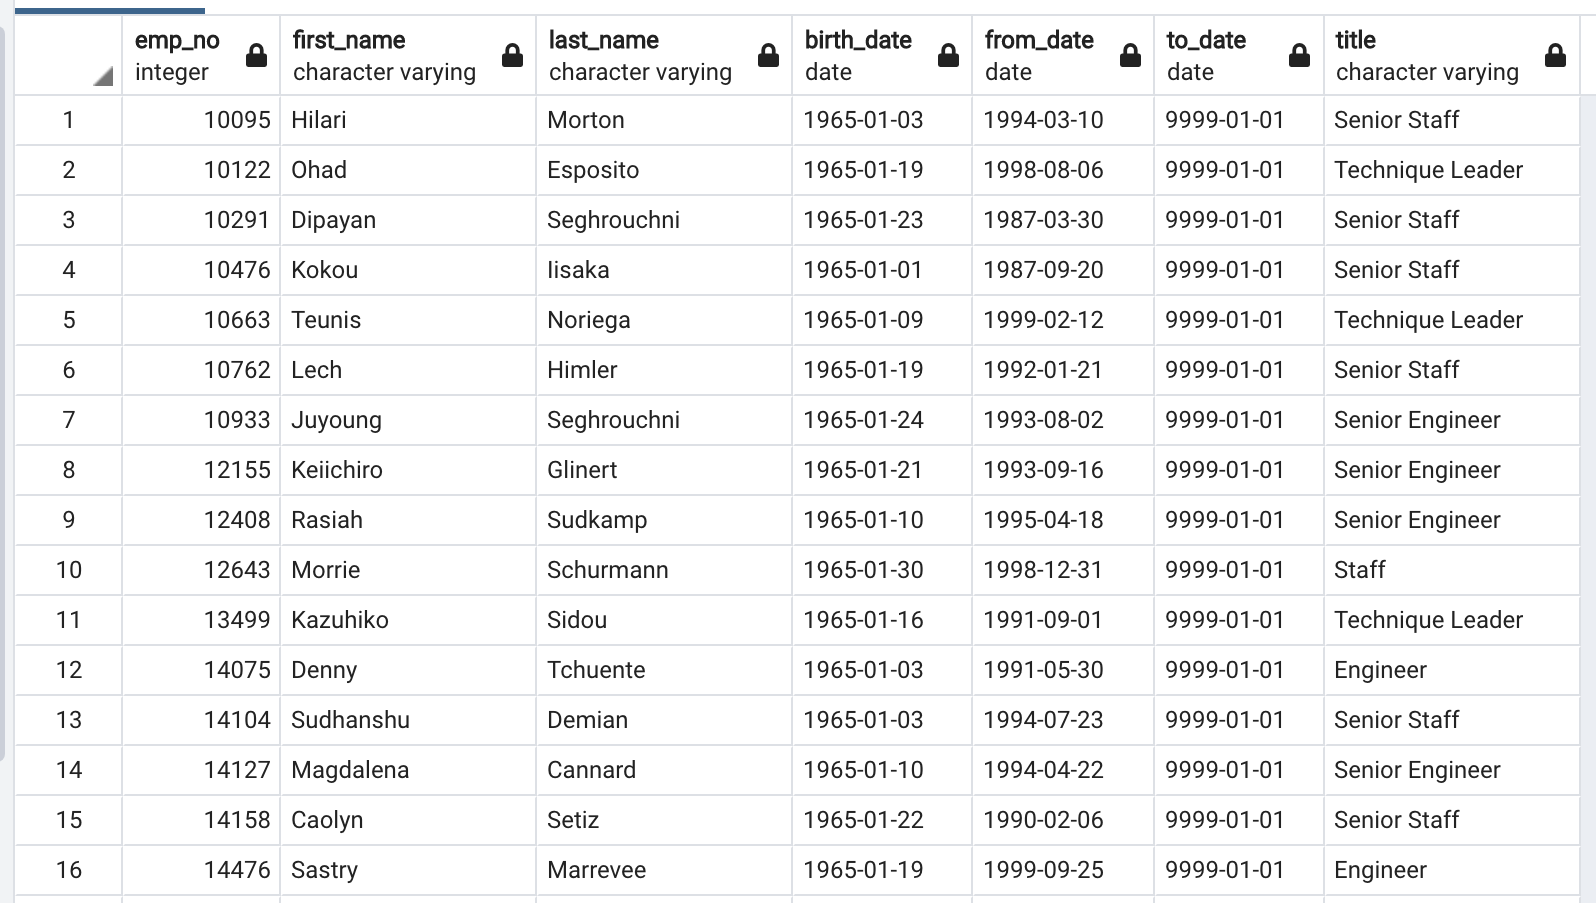 emp_no first_name last_name birth_date from_date to_date title
integer character varying character varying date date date character varying
1 10095 Hilari Morton 1965-01-03 1994-03-10 9999-01-01 Senior Staff
2 10122 Ohad Esposito 1965-01-19 1998-08-06 9999-01-01 Technique Leader
3 10291 Dipayan Seghrouchni 1965-01-23 1987-03-30 9999-01-01 Senior Staff
4 10476 Kokou Iisaka 1965-01-01 1987-09-20 9999-01-01 Senior Staff
5 10663 Teunis Noriega 1965-01-09 1999-02-12 9999-01-01 Technique Leader
6 10762 Lech Himler 1965-01-19 1992-01-21 9999-01-01 Senior Staff
7 10933 Juyoung Seghrouchni 1965-01-24 1993-08-02 9999-01-01 Senior Engineer
8 12155 Keiichiro Glinert 1965-01-21 1993-09-16 9999-01-01 Senior Engineer
9 12408 Rasiah Sudkamp 1965-01-10 1995-04-18 9999-01-01 Senior Engineer
10 12643 Morrie Schurmann 1965-01-30 1998-12-31 9999-01-01 Staff
11 13499 Kazuhiko Sidou 1965-01-16 1991-09-01 9999-01-01 Technique Leader
12 14075 Denny Tchuente 1965-01-03 1991-05-30 9999-01-01 Engineer
13 14104 Sudhanshu Demian 1965-01-03 1994-07-23 9999-01-01 Senior Staff
14 14127 Magdalena Cannard 1965-01-10 1994-04-22 9999-01-01 Senior Engineer
15 14158 Caolyn Setiz 1965-01-22 1990-02-06 9999-01-01 Senior Staff
16 14476 Sastry Marrevee 1965-01-19 1999-09-25 9999-01-01 Engineer